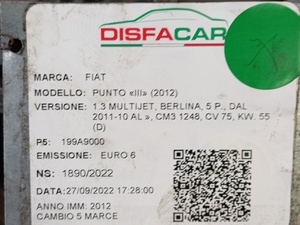 DISFACAR
MARCA: FIAT
MODELLO: PUNTO «III» (2012)
VERSIONE: 1.3 MULTIJET, BERLINA, 5 P., DAL
2011-10 AL », CM3 1248, CV 75, KW. 55
(D)
P5: 199A9000
EMISSIONE: EURO 6
NS: 1890/2022
DATA:27/09/2022 17:28:00
ANNO IMM: 2012
CAMBIO 5 MARCE